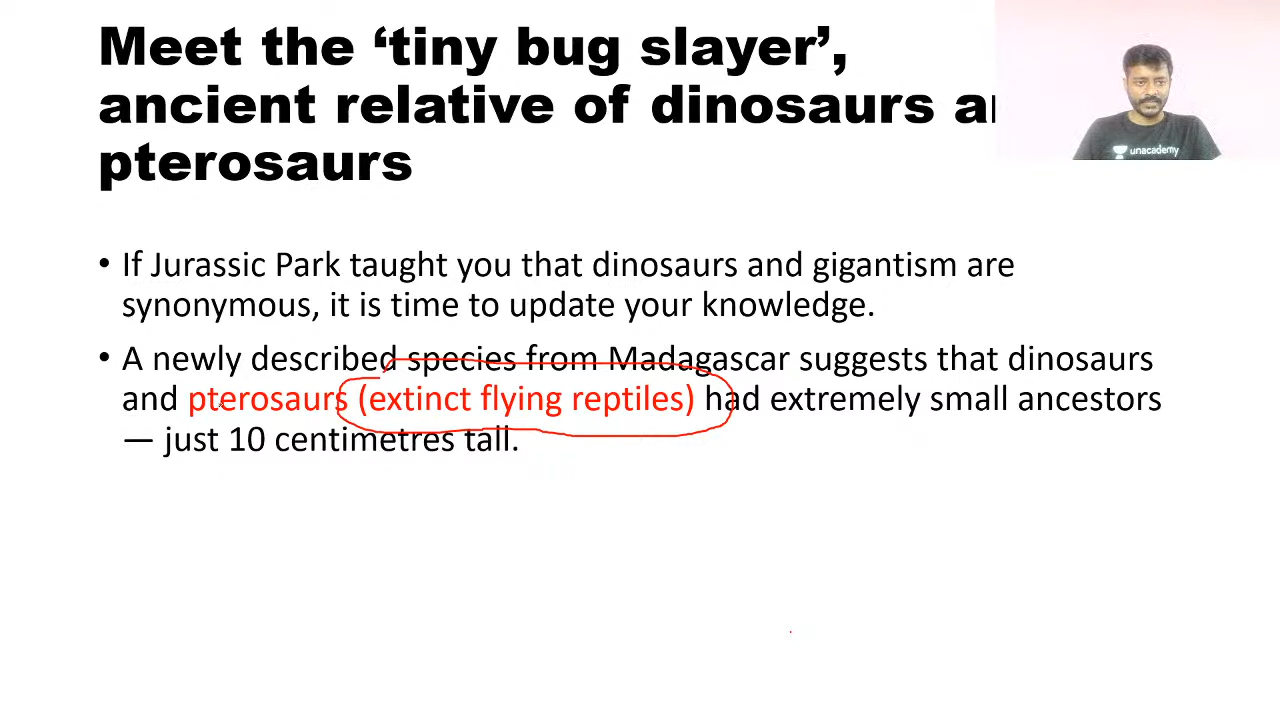 Meet the ‘tiny bug slayer’,
ancient relative of dinosaurs
pterosaurs
unacademy
• If Jurassic Park taught you that dinosaurs and gigantism are
synonymous, it is time to update your knowledge.
• A newly described species from Madagascar suggests that dinosaurs
and pterosaurs (extinct flying reptiles) had extremely small ancestors
— just 10 centimetres tall.